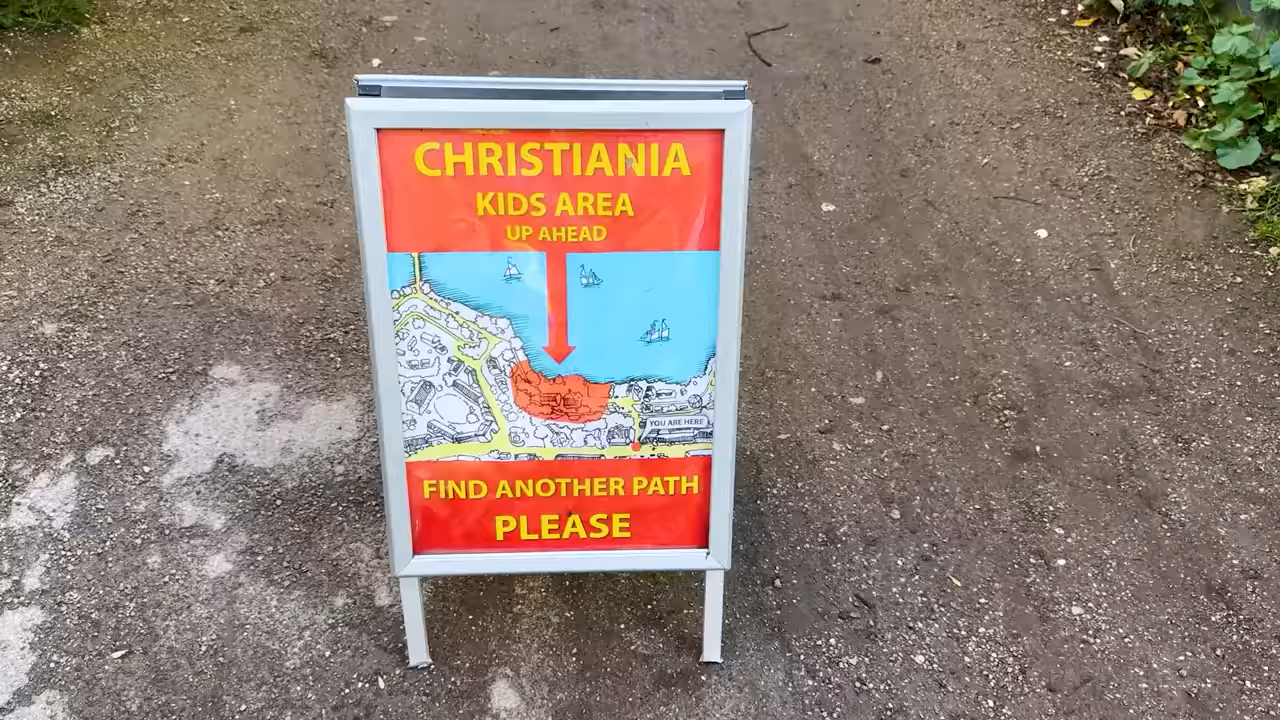 CHRISTIANIA
KIDS AREA
UP AHEAD
YOU ARE HERE
FIND ANOTHER PATH
PLEASE